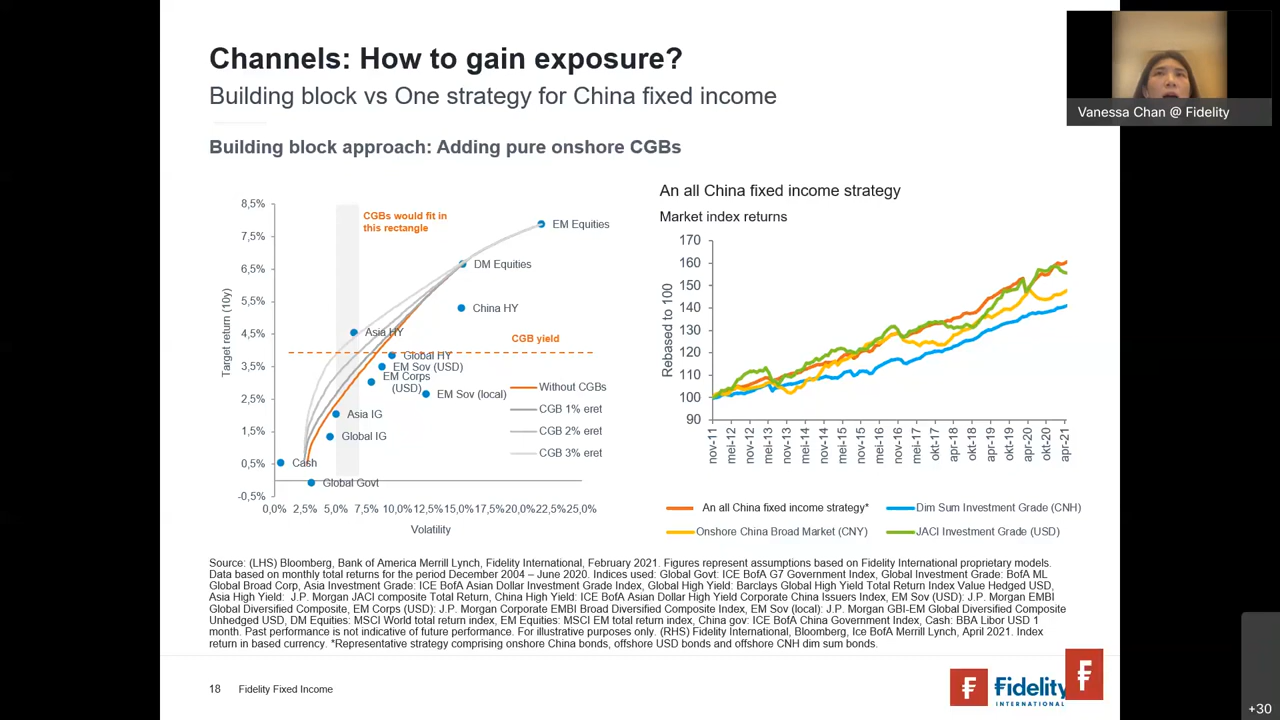 Channels: How to gain exposure?
Building block vs One strategy for China fixed income
Building block approach: Adding pure onshore CGBs
Vanessa Chan @ Fidelity
8,5%
7,5%
6,5%
5,5%
4,5%
3,5%
2,5%
1,5%
0,5%
-0,5%
Target return (10y)
CGBs would fit in
this rectangle
EM Equities
DM Equities
China HY
Asia HY
CGB yield
Global HY
EM Sov (USD)
EM Corps
(USD)
EM Sov (local)
Asia IG
Global IG
Cash
Global Govt
Without CGBs
CGB 1% eret
CGB 2% eret
CGB 3% eret
0,0% 2,5% 5,0% 7,5% 10,0% 12,5% 15,0% 17,5% 20,0% 22,5% 25,0%
Volatility
An all China fixed income strategy
Market index returns
170
160
150
140
130
120
110
100
90
Rebased to 100
nov-11 mei-12 nov-12 mei-13 nov-13 mei-14 nov-14 mei-15 nov-15 mei-16 nov-16 mei-17 okt-17 apr-18 okt-18 apr-19 okt-19 apr-20 okt-20 apr-21
An all China fixed income strategy*
Dim Sum Investment Grade (CNH)
Onshore China Broad Market (CNY)
JACI Investment Grade (USD)
Source: (LHS) Bloomberg, Bank of America Merrill Lynch, Fidelity International, February 2021. Figures represent assumptions based on Fidelity International proprietary models.
Data based on monthly total returns for the period December 2004 – June 2020. Indices used: Global Govt: ICE BofA G7 Government Index, Global Investment Grade: BofA ML
Global Broad Corp, Asia Investment Grade: ICE BofA Asian Dollar Investment Grade Index, Global High Yield: Barclays Global High Yield Total Return Index Value Hedged USD,
Asia High Yield: J.P. Morgan JACI composite Total Return, China High Yield: ICE BofA Asian Dollar High Yield Corporate China Issuers Index, EM Sov (USD): J.P. Morgan EMBI
Global Diversified Composite, EM Corps (USD): J.P. Morgan Corporate EMBI Broad Diversified Composite Index, EM Sov (local): J.P. Morgan GBI-EM Global Diversified Composite
Unhedged USD, DM Equities: MSCI World total return index, EM Equities: MSCI EM total return index, China gov: ICE BofA China Government Index, Cash: BBA Libor USD 1
month. Past performance is not indicative of future performance. For illustrative purposes only. (RHS) Fidelity International, Bloomberg, Ice BofA Merrill Lynch, April 2021. Index
return in based currency. *Representative strategy comprising onshore China bonds, offshore USD bonds and offshore CNH dim sum bonds.
18 Fidelity Fixed Income
Fidelity
INTERNATIONAL
+30